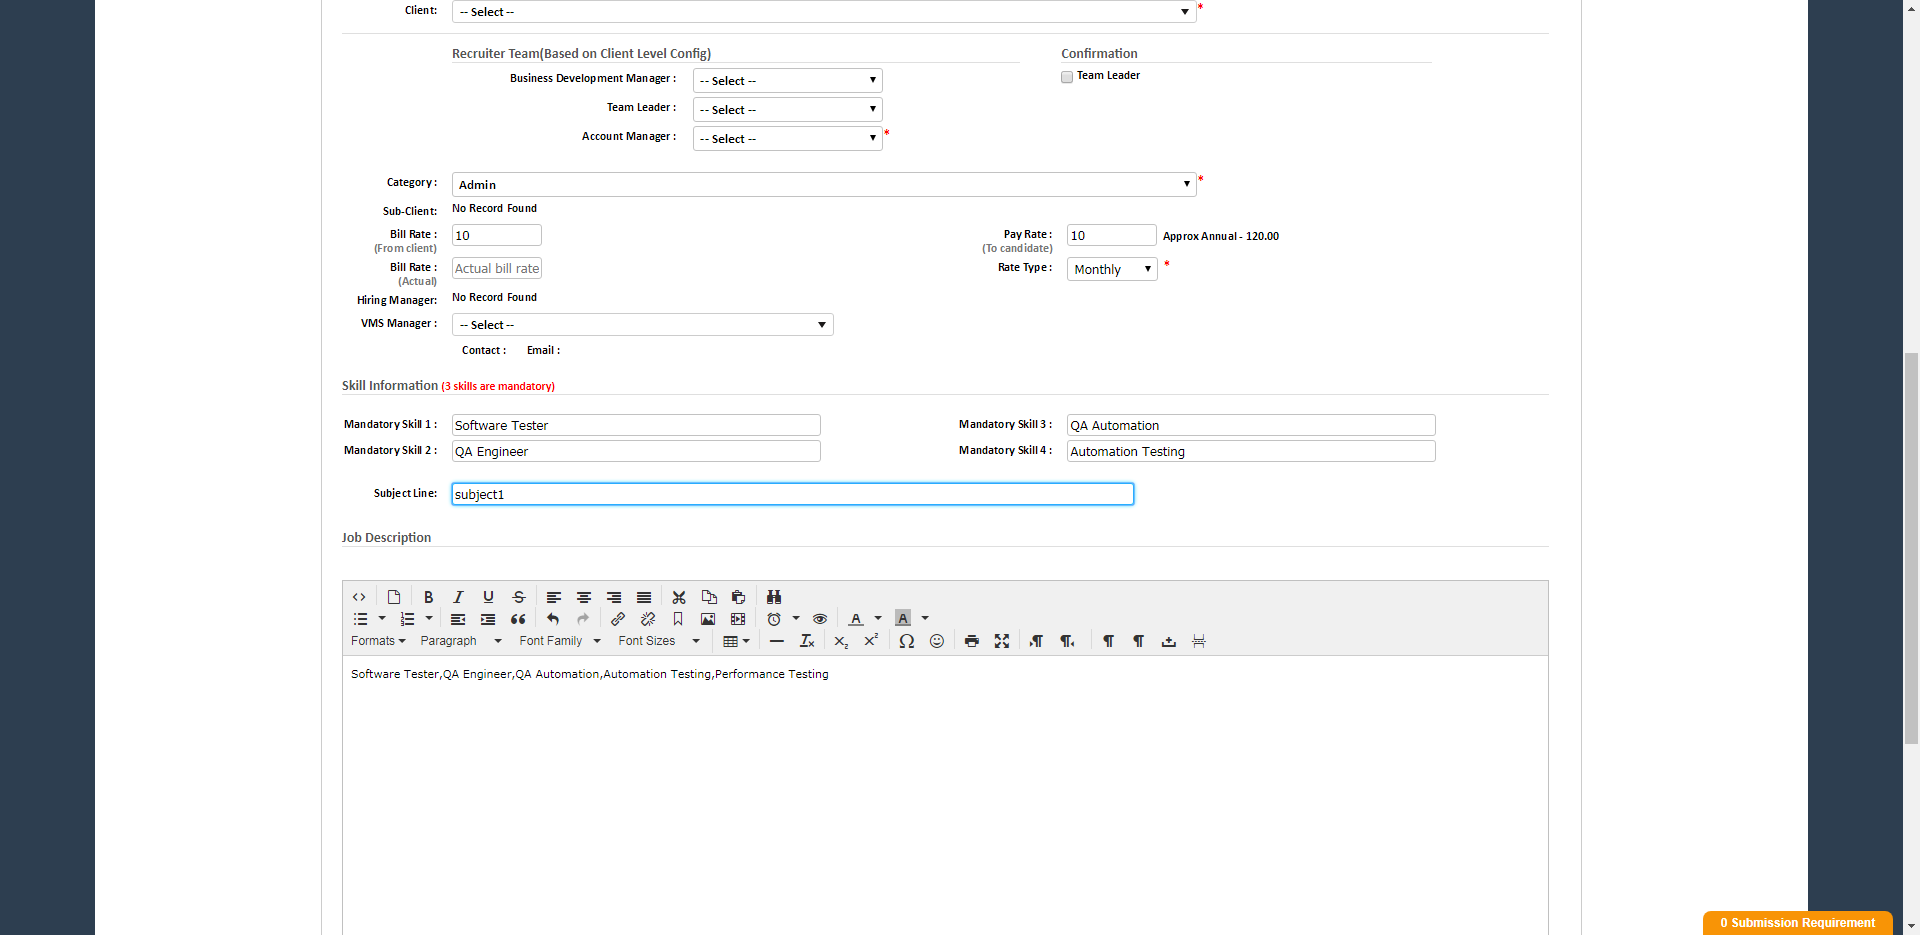 Client: -- Select -- *
Recruiter Team(Based on Client Level Config)
Confirmation
Business Development Manager : -- Select --
Team Leader
Team Leader : -- Select --
Account Manager : -- Select -- *
Category : Admin *
Sub-Client: No Record Found
Bill Rate : 10
(From client)
Pay Rate : 10 Approx Annual - 120.00
(To candidate)
Bill Rate : Actual bill rate
(Actual)
Rate Type : Monthly *
Hiring Manager: No Record Found
VMS Manager : -- Select --
Contact : Email :
Skill Information (3 skills are mandatory)
Mandatory Skill 1 : Software Tester
Mandatory Skill 3 : QA Automation
Mandatory Skill 2 : QA Engineer
Mandatory Skill 4 : Automation Testing
Subject Line: subject1
Job Description
Formats Paragraph Font Family Font Sizes
Software Tester,QA Engineer,QA Automation,Automation Testing,Performance Testing
0 Submission Requirement